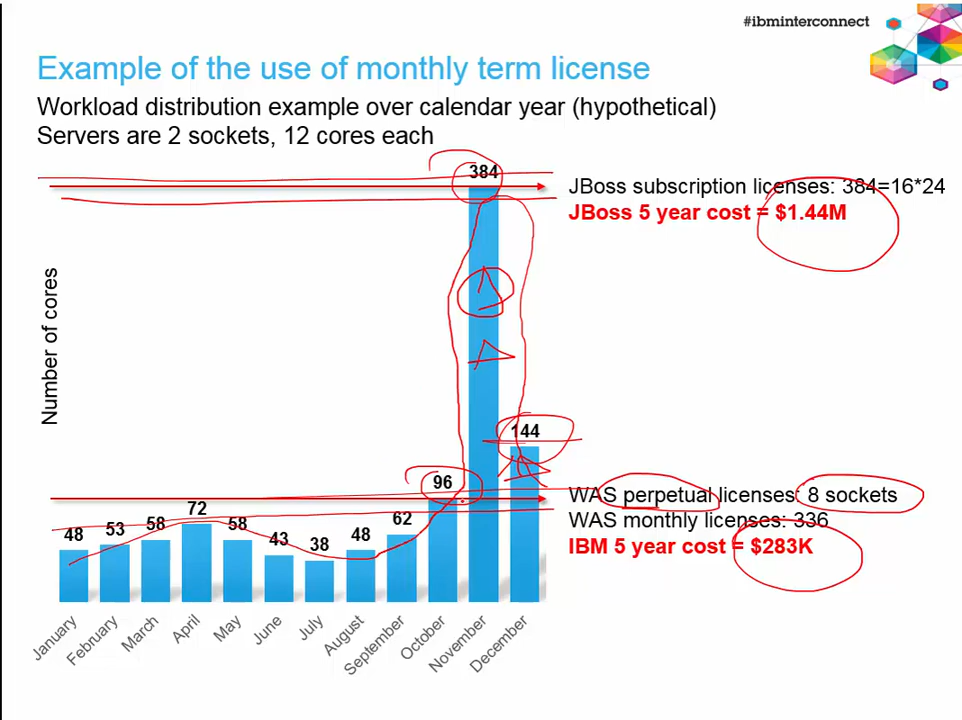 #ibminterconnect
Example of the use of monthly term license
Workload distribution example over calendar year (hypothetical)
Servers are 2 sockets, 12 cores each
384
JBoss subscription licenses: 384=16*24
JBoss 5 year cost = $1.44M
Number of cores
144
96
WAS perpetual licenses: 8 sockets
WAS monthly licenses: 336
IBM 5 year cost = $283K
48
53
58
72
58
43
38
48
62
January
February
March
April
May
June
July
August
September
October
November
December